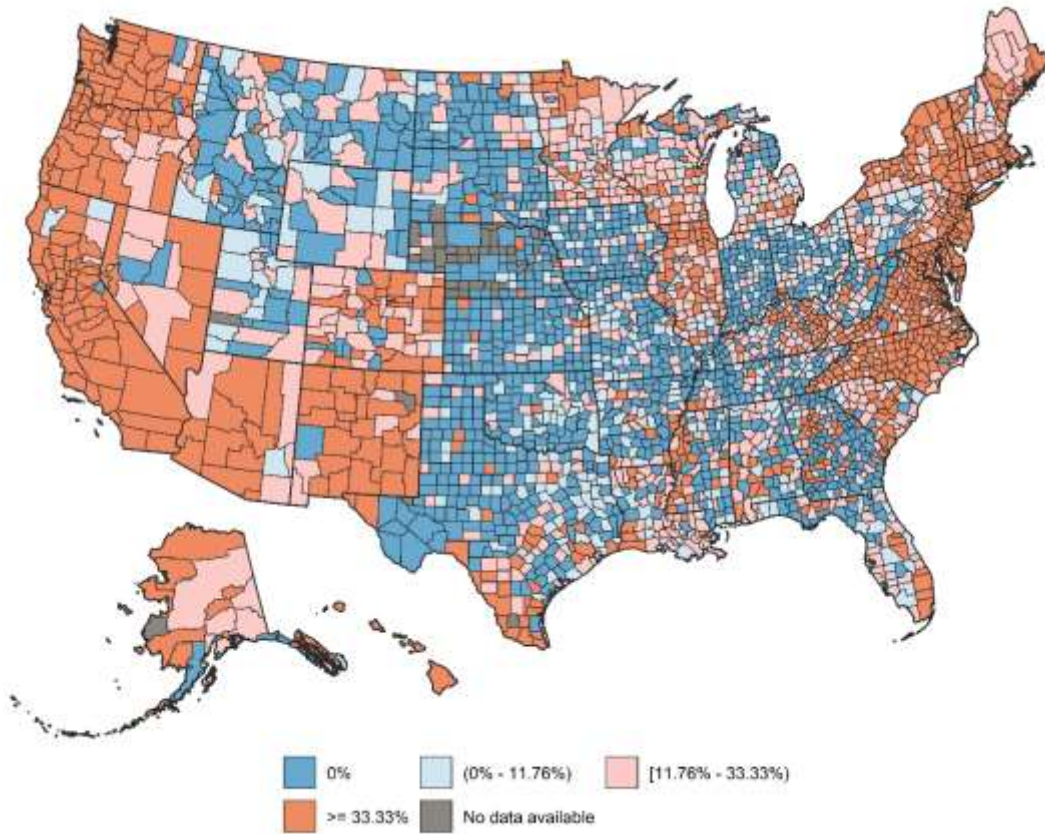 0% (0% - 11.76%) [11.76% - 33.33%)
>= 33.33% No data available